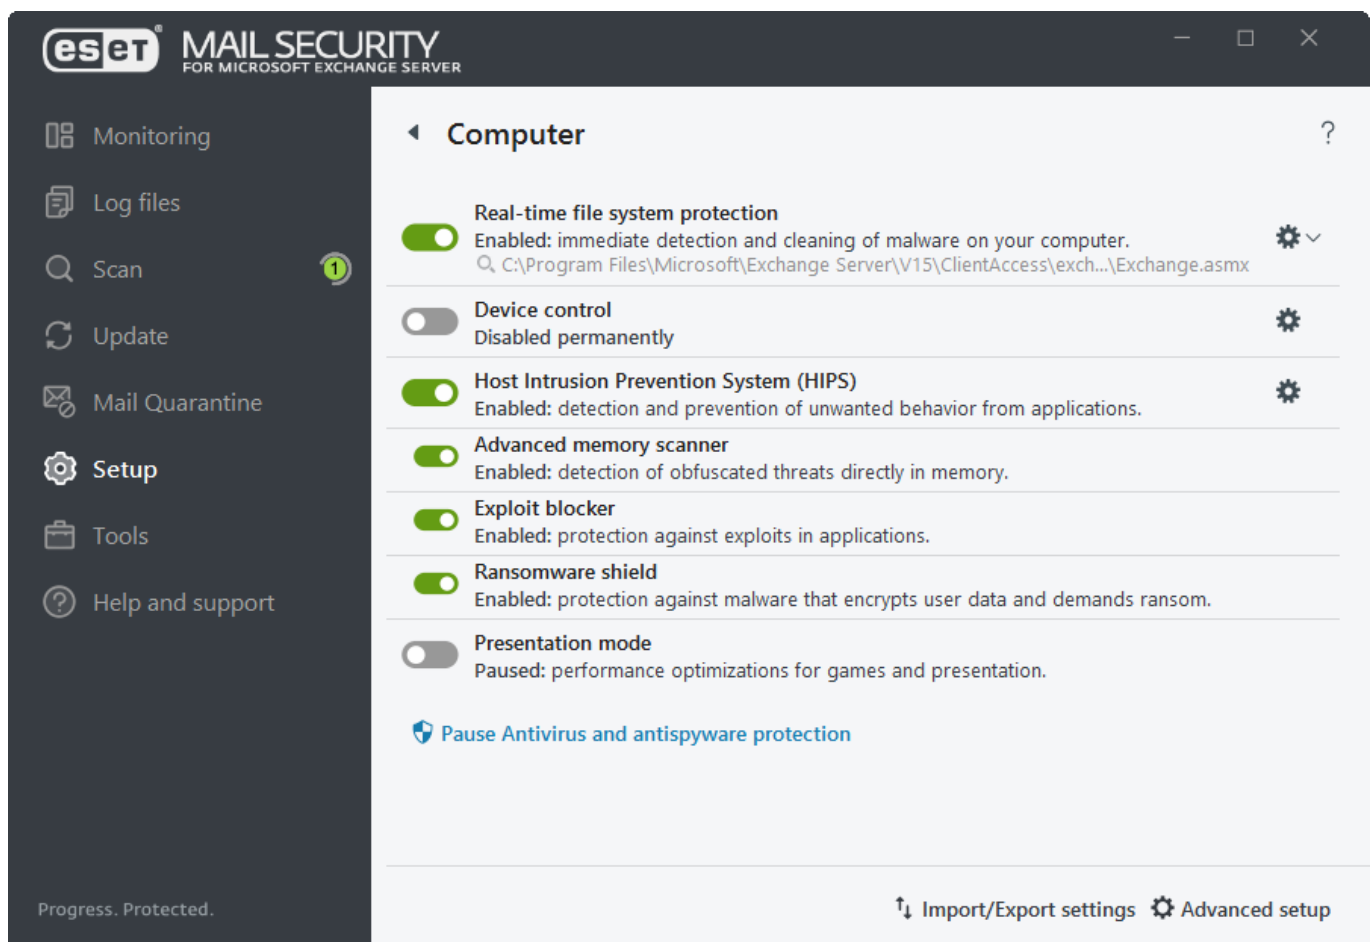 eset MAIL SECURITY
FOR MICROSOFT EXCHANGE SERVER
Monitoring
Log files
Scan
1
Update
Mail Quarantine
Setup
Tools
Help and support
Progress. Protected.
Computer
?
Real-time file system protection
Enabled: immediate detection and cleaning of malware on your computer.
C:\Program Files\Microsoft\Exchange Server\V15\ClientAccess\exch...\Exchange.asmx
Device control
Disabled permanently
Host Intrusion Prevention System (HIPS)
Enabled: detection and prevention of unwanted behavior from applications.
Advanced memory scanner
Enabled: detection of obfuscated threats directly in memory.
Exploit blocker
Enabled: protection against exploits in applications.
Ransomware shield
Enabled: protection against malware that encrypts user data and demands ransom.
Presentation mode
Paused: performance optimizations for games and presentation.
Pause Antivirus and antispyware protection
Import/Export settings Advanced setup